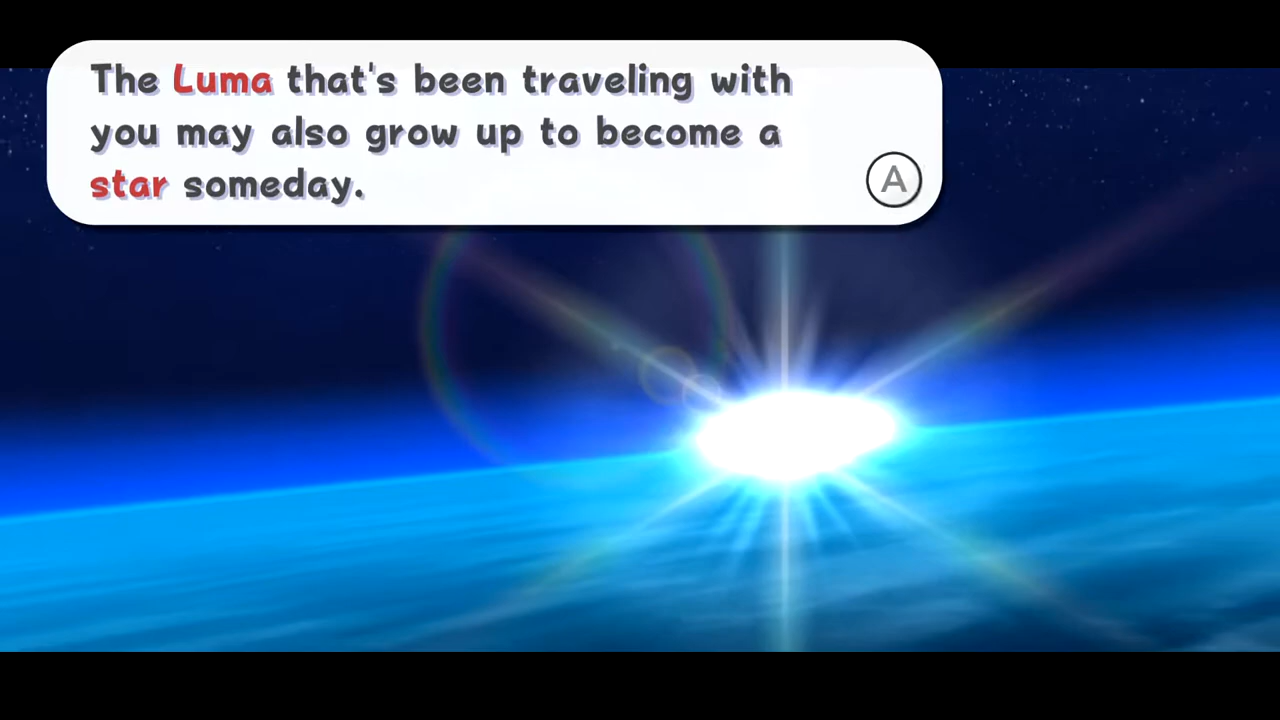 The Luma that's been traveling with
you may also grow up to become a
star someday.
A